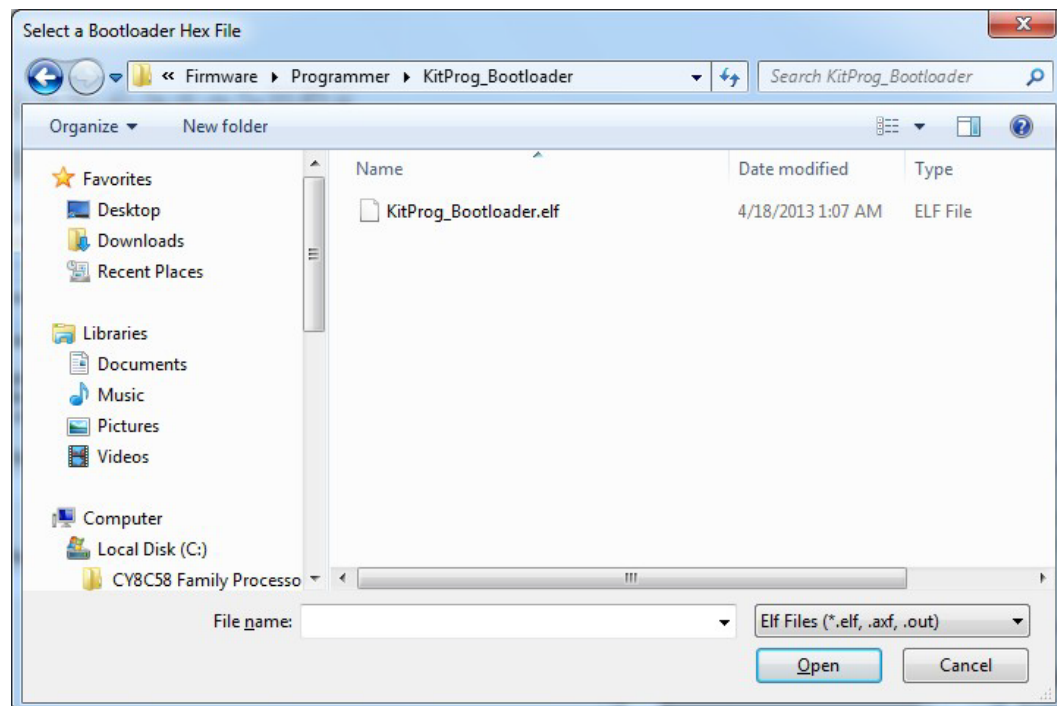 Select a Bootloader Hex File
« Firmware Programmer KitProg_Bootloader Search KitProg_Bootloader
Organize New folder
Name Date modified Type
KitProg_Bootloader.elf 4/18/2013 1:07 AM ELF File
Favorites
Desktop
Downloads
Recent Places
Libraries
Documents
Music
Pictures
Videos
Computer
Local Disk (C:)
CY8C58 Family Processo
File name: Elf Files (*.elf, .axf, .out)
Open Cancel